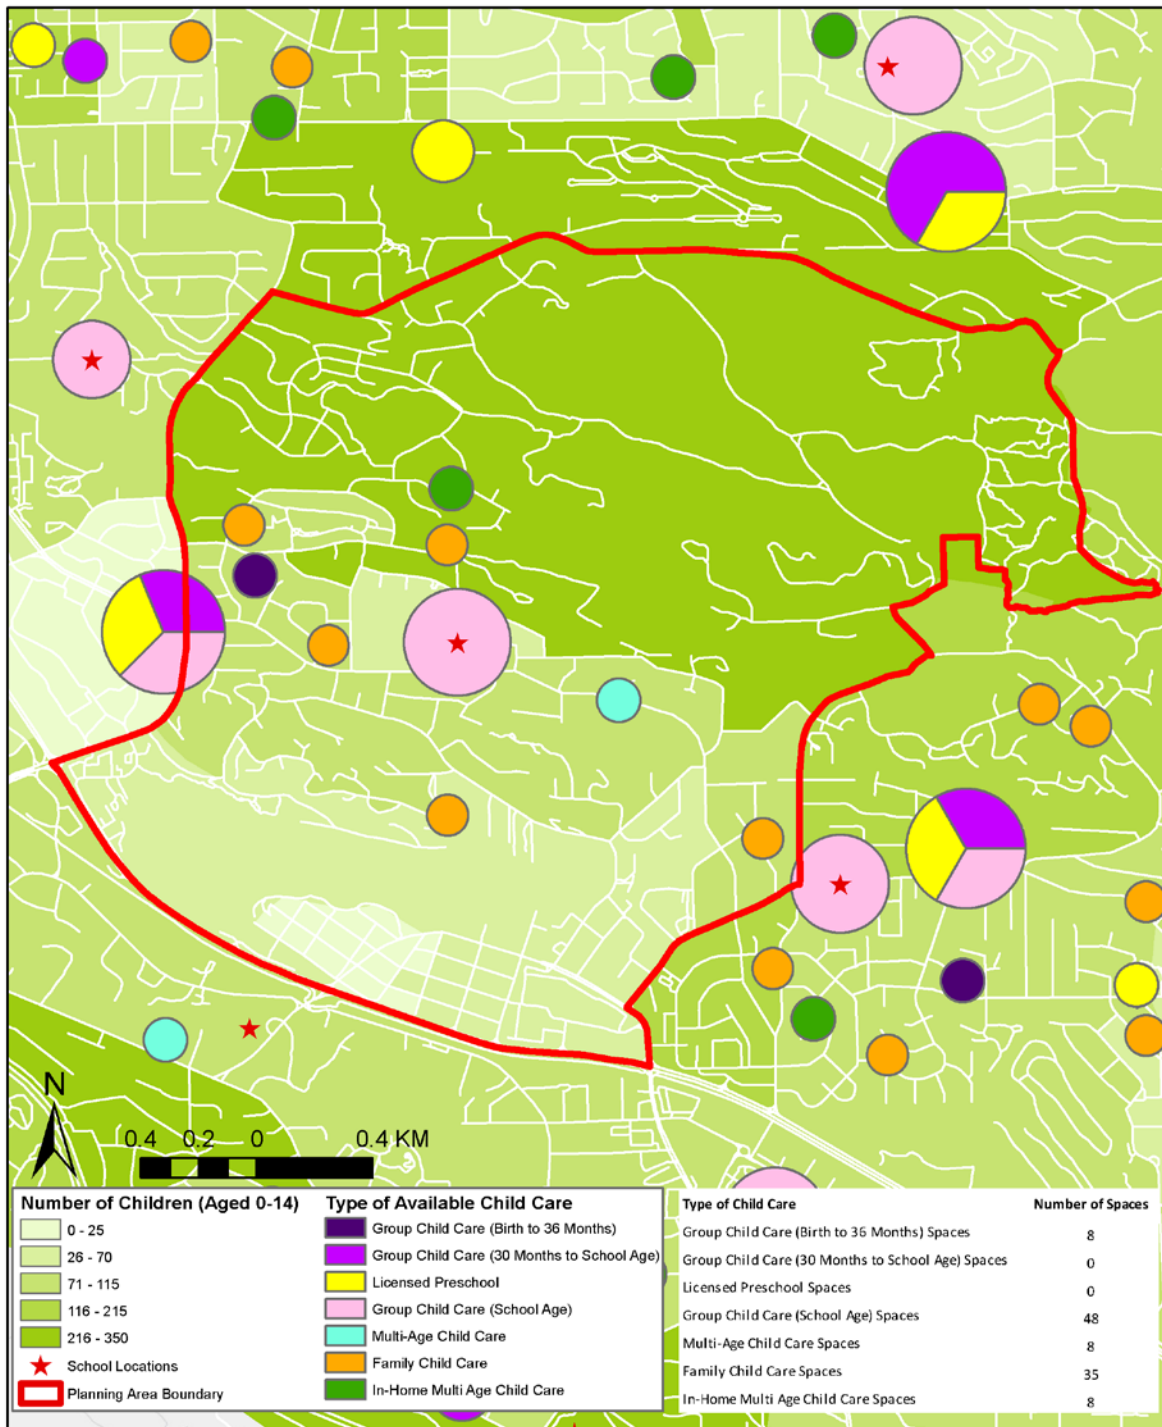 N
0.4 0.2 0 0.4 KM
Number of Children (Aged 0-14)
0 - 25
26 - 70
71 - 115
116 - 215
216 - 350
School Locations
Planning Area Boundary
Type of Available Child Care
Group Child Care (Birth to 36 Months)
Group Child Care (30 Months to School Age)
Licensed Preschool
Group Child Care (School Age)
Multi-Age Child Care
Family Child Care
In-Home Multi Age Child Care
Type of Child Care Number of Spaces
Group Child Care (Birth to 36 Months) Spaces 8
Group Child Care (30 Months to School Age) Spaces 0
Licensed Preschool Spaces 0
Group Child Care (School Age) Spaces 48
Multi-Age Child Care Spaces 8
Family Child Care Spaces 35
In-Home Multi Age Child Care Spaces 8